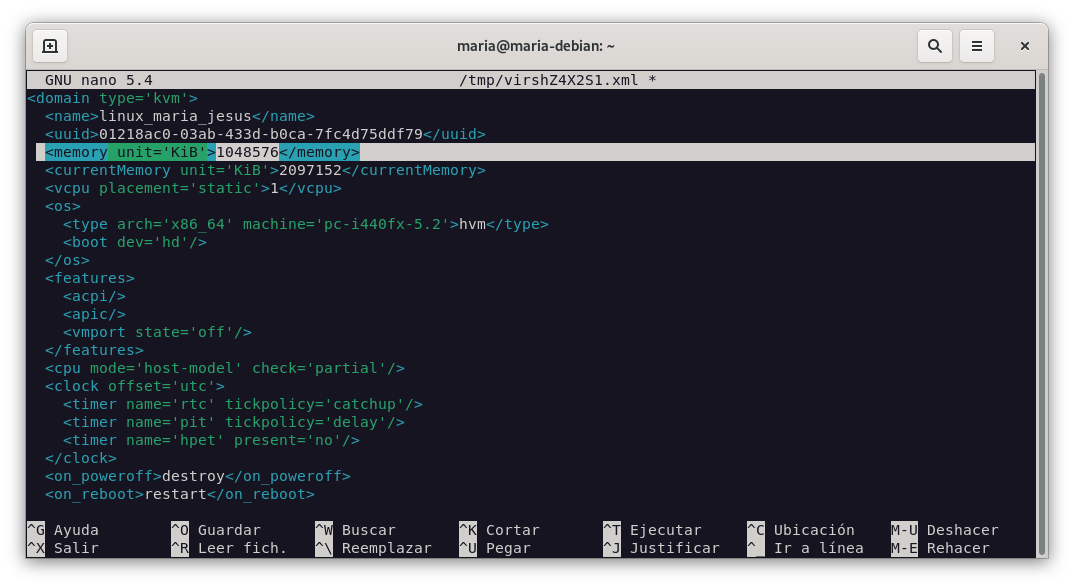 maria@maria-debian: ~
GNU nano 5.4 /tmp/virshZ4X2S1.xml *
<domain type='kvm'>
  <name>linux_maria_jesus</name>
  <uuid>01218ac0-03ab-433d-b0ca-7fc4d75ddf79</uuid>
  <memory unit='KiB'>1048576</memory>
  <currentMemory unit='KiB'>2097152</currentMemory>
  <vcpu placement='static'>1</vcpu>
  <os>
    <type arch='x86_64' machine='pc-i440fx-5.2'>hvm</type>
    <boot dev='hd'/>
  </os>
  <features>
    <acpi/>
    <apic/>
    <vmport state='off'/>
  </features>
  <cpu mode='host-model' check='partial'/>
  <clock offset='utc'>
    <timer name='rtc' tickpolicy='catchup'/>
    <timer name='pit' tickpolicy='delay'/>
    <timer name='hpet' present='no'/>
  </clock>
  <on_poweroff>destroy</on_poweroff>
  <on_reboot>restart</on_reboot>
^G Ayuda ^O Guardar ^W Buscar ^K Cortar ^T Ejecutar ^C Ubicación M-U Deshacer
^X Salir ^R Leer fich. ^\ Reemplazar ^U Pegar ^J Justificar ^_ Ir a línea M-E Rehacer